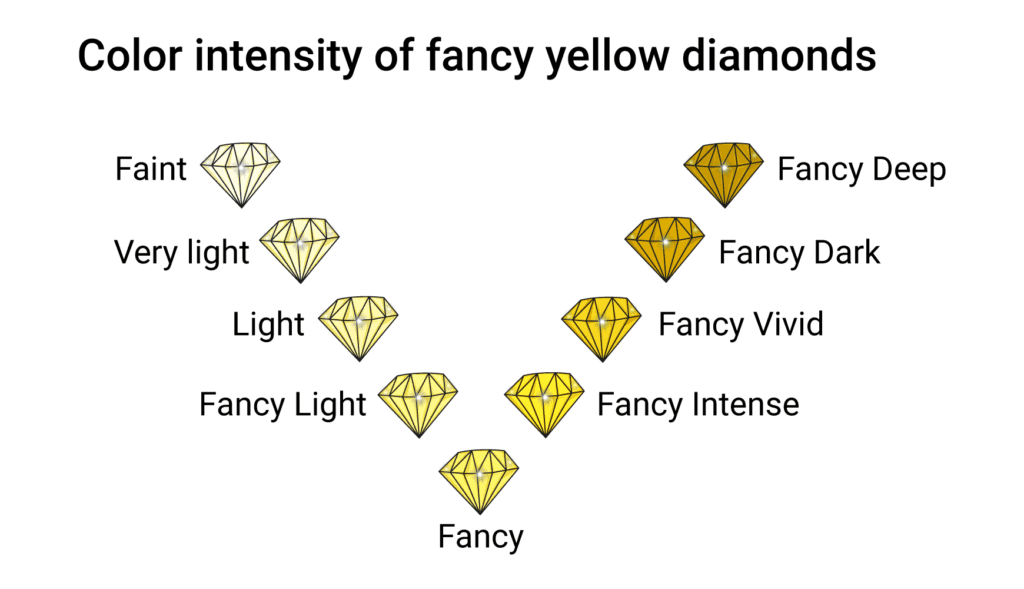 Color intensity of fancy yellow diamonds
Faint
Fancy Deep
Very light
Fancy Dark
Light
Fancy Vivid
Fancy Light
Fancy Intense
Fancy